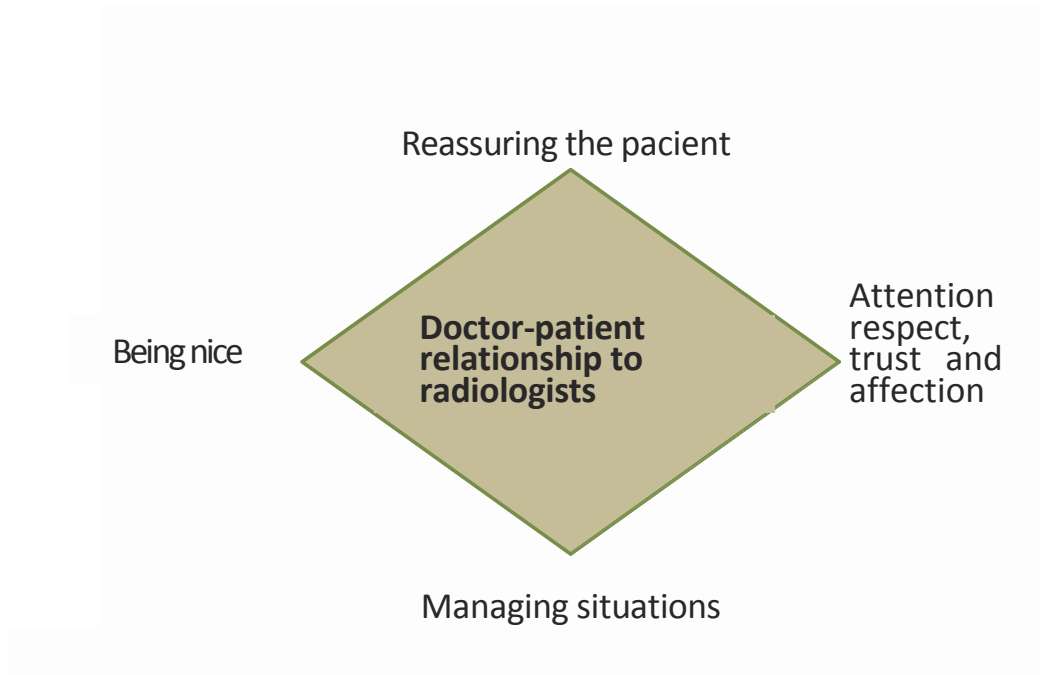 Reassuring the pacient
Being nice
Doctor-patient
relationship to
radiologists
Attention
respect,
trust and
affection
Managing situations